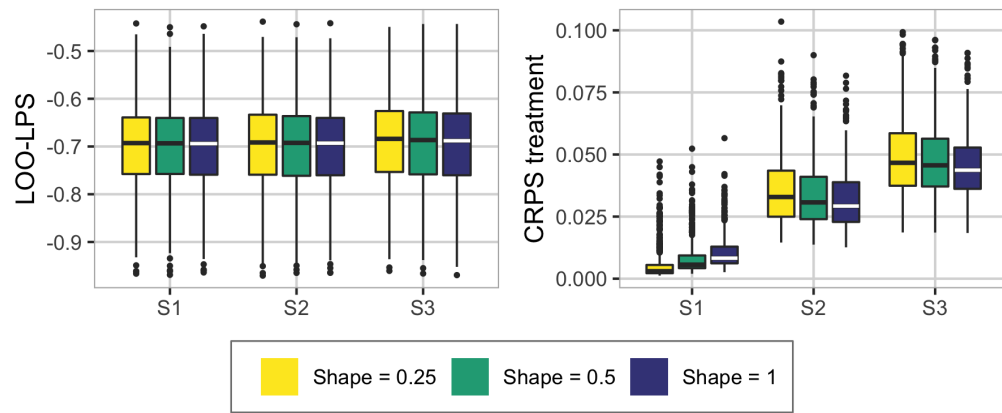 LOO-LPS
-0.5
-0.6
-0.7
-0.8
-0.9
S1 S2 S3
CRPS treatment
0.100
0.075
0.050
0.025
0.000
S1 S2 S3
Shape = 0.25 Shape = 0.5 Shape = 1